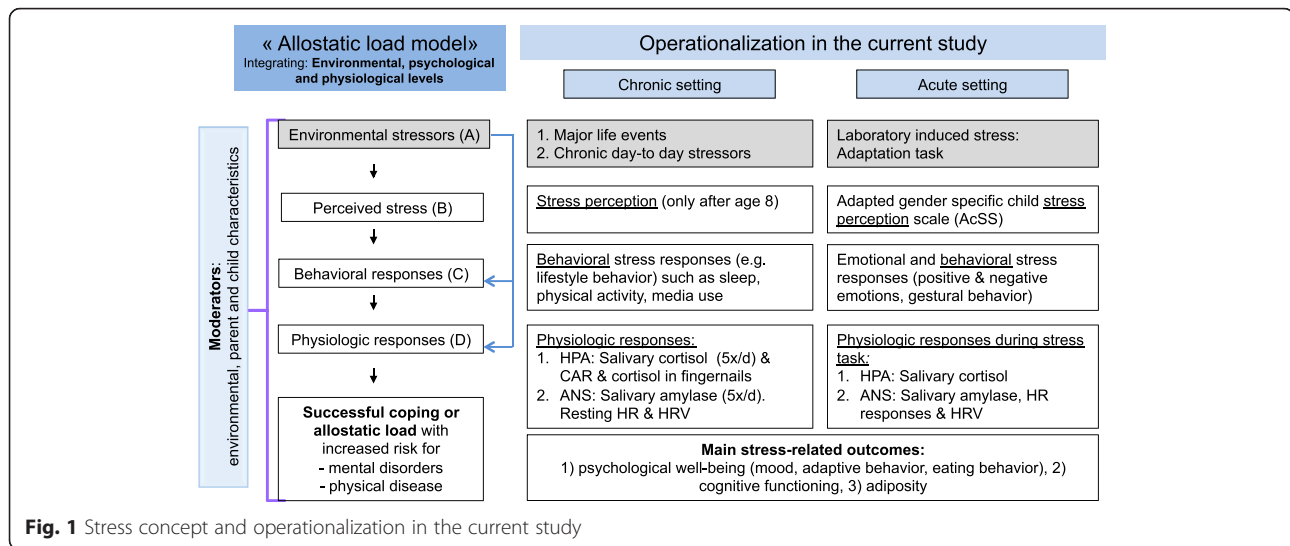 « Allostatic load model»
Integrating: Environmental, psychological
and physiological levels
Operationalization in the current study
Chronic setting
Acute setting
Moderators:
environmental, parent and child characteristics
Environmental stressors (A)
1. Major life events
2. Chronic day-to day stressors
Laboratory induced stress:
Adaptation task
Perceived stress (B)
Stress perception (only after age 8)
Adapted gender specific child stress
perception scale (AcSS)
Behavioral responses (C)
Behavioral stress responses (e.g.
lifestyle behavior) such as sleep,
physical activity, media use
Emotional and behavioral stress
responses (positive & negative
emotions, gestural behavior)
Physiologic responses (D)
Physiologic responses:
1. HPA: Salivary cortisol (5x/d) &
CAR & cortisol in fingernails
2. ANS: Salivary amylase (5x/d).
Resting HR & HRV
Physiologic responses during stress
task:
1. HPA: Salivary cortisol
2. ANS: Salivary amylase, HR
responses & HRV
Successful coping or
allostatic load with
increased risk for
- mental disorders
- physical disease
Main stress-related outcomes:
1) psychological well-being (mood, adaptive behavior, eating behavior), 2)
cognitive functioning, 3) adiposity
Fig. 1 Stress concept and operationalization in the current study